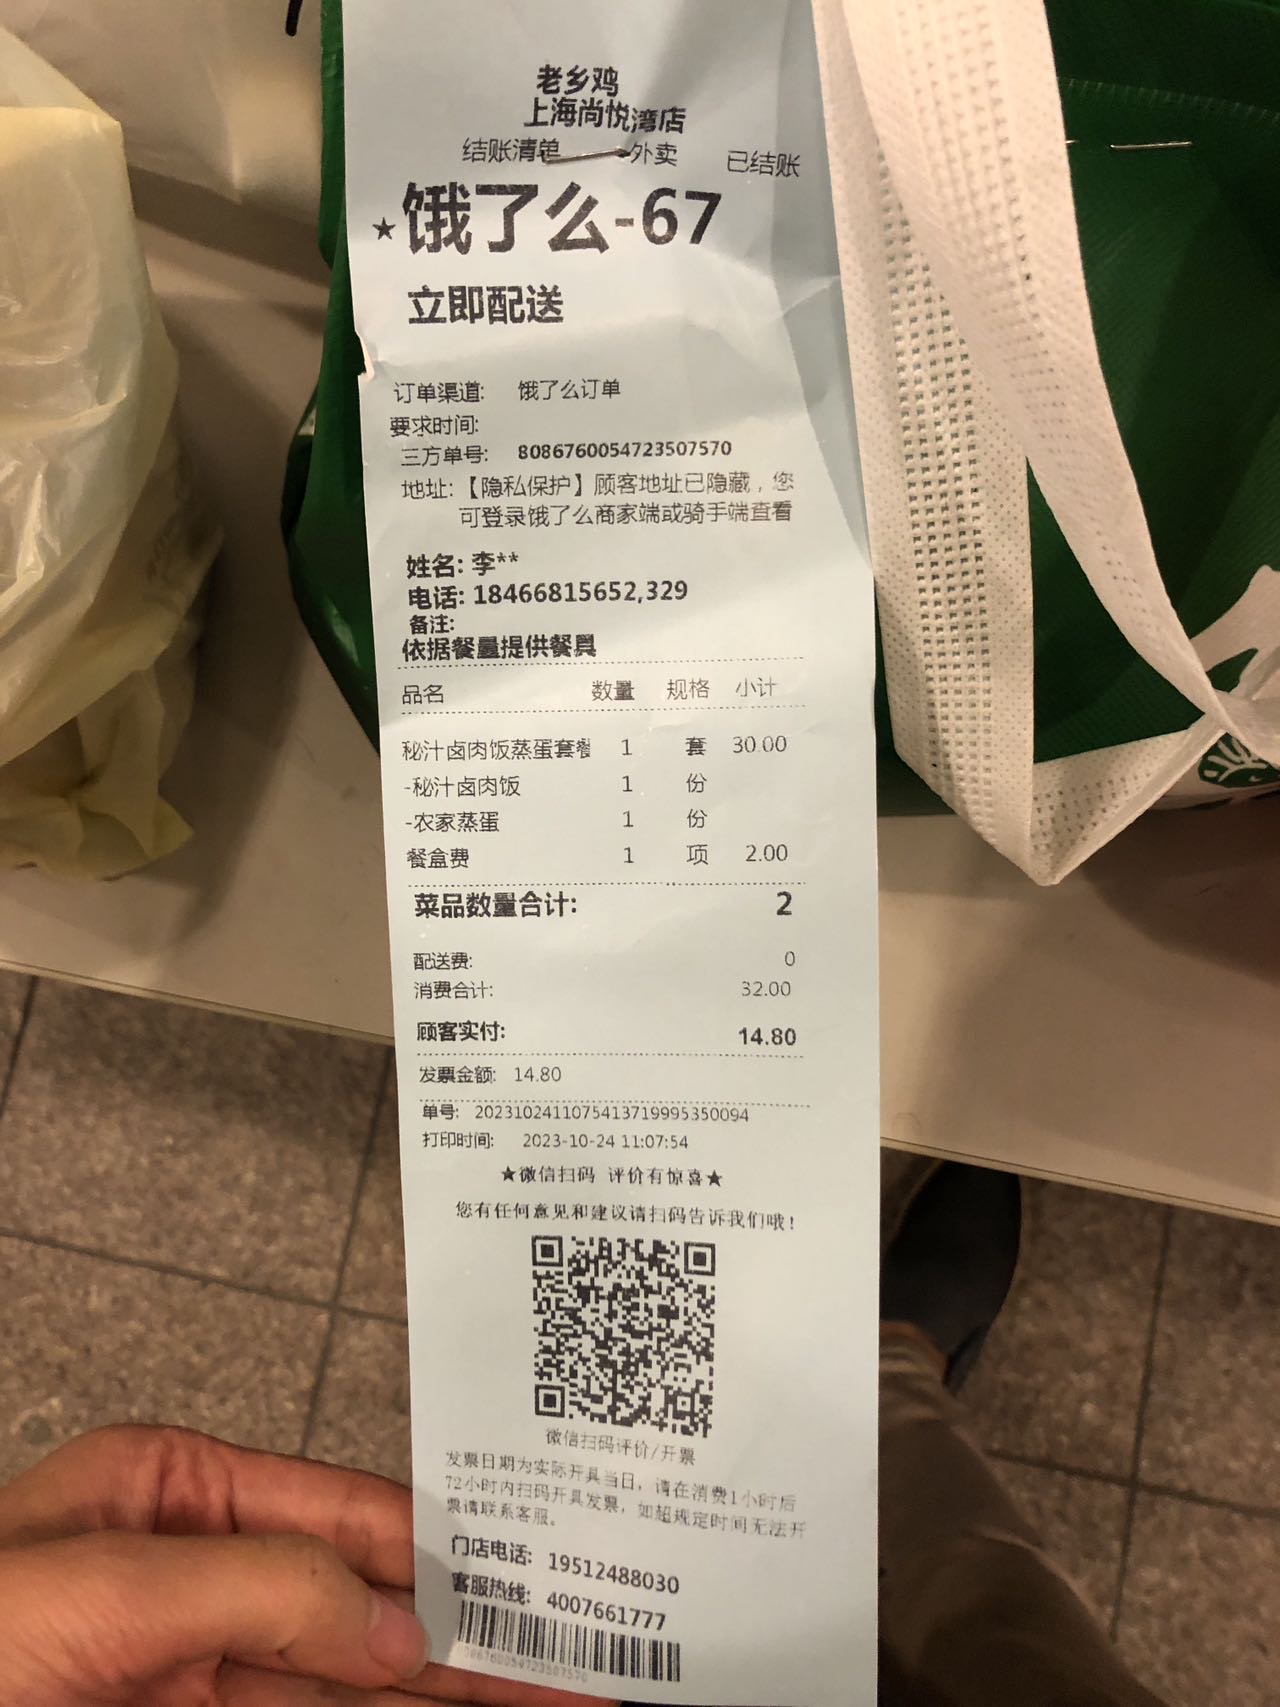 老乡鸡
上海尚悦湾店
结账清单 外卖 已结账
★饿了么-67
立即配送
订单渠道: 饿了么订单
要求时间:
三方单号: 8086760054723507570
地址:【隐私保护】顾客地址已隐藏，您
可登录饿了么商家端或骑手端查看
姓名: 李**
电话: 18466815652,329
备注:
依据餐量提供餐具
品名 数量 规格 小计
秘汁卤肉饭蒸蛋套餐 1 套 30.00
-秘汁卤肉饭 1 份
-农家蒸蛋 1 份
餐盒费 1 项 2.00
菜品数量合计: 2
配送费: 0
消费合计: 32.00
顾客实付: 14.80
发票金额: 14.80
单号: 2023102411075413719995350094
打印时间: 2023-10-24 11:07:54
★微信扫码 评价有惊喜★
您有任何意见和建议请扫码告诉我们哦!
微信扫码评价/开票
发票日期为实际开具当日，请在消费1小时后
72小时内扫码开具发票，如超规定时间无法开
票请联系客服。
门店电话: 19512488030
客服热线: 4007661777
8086760054723507570